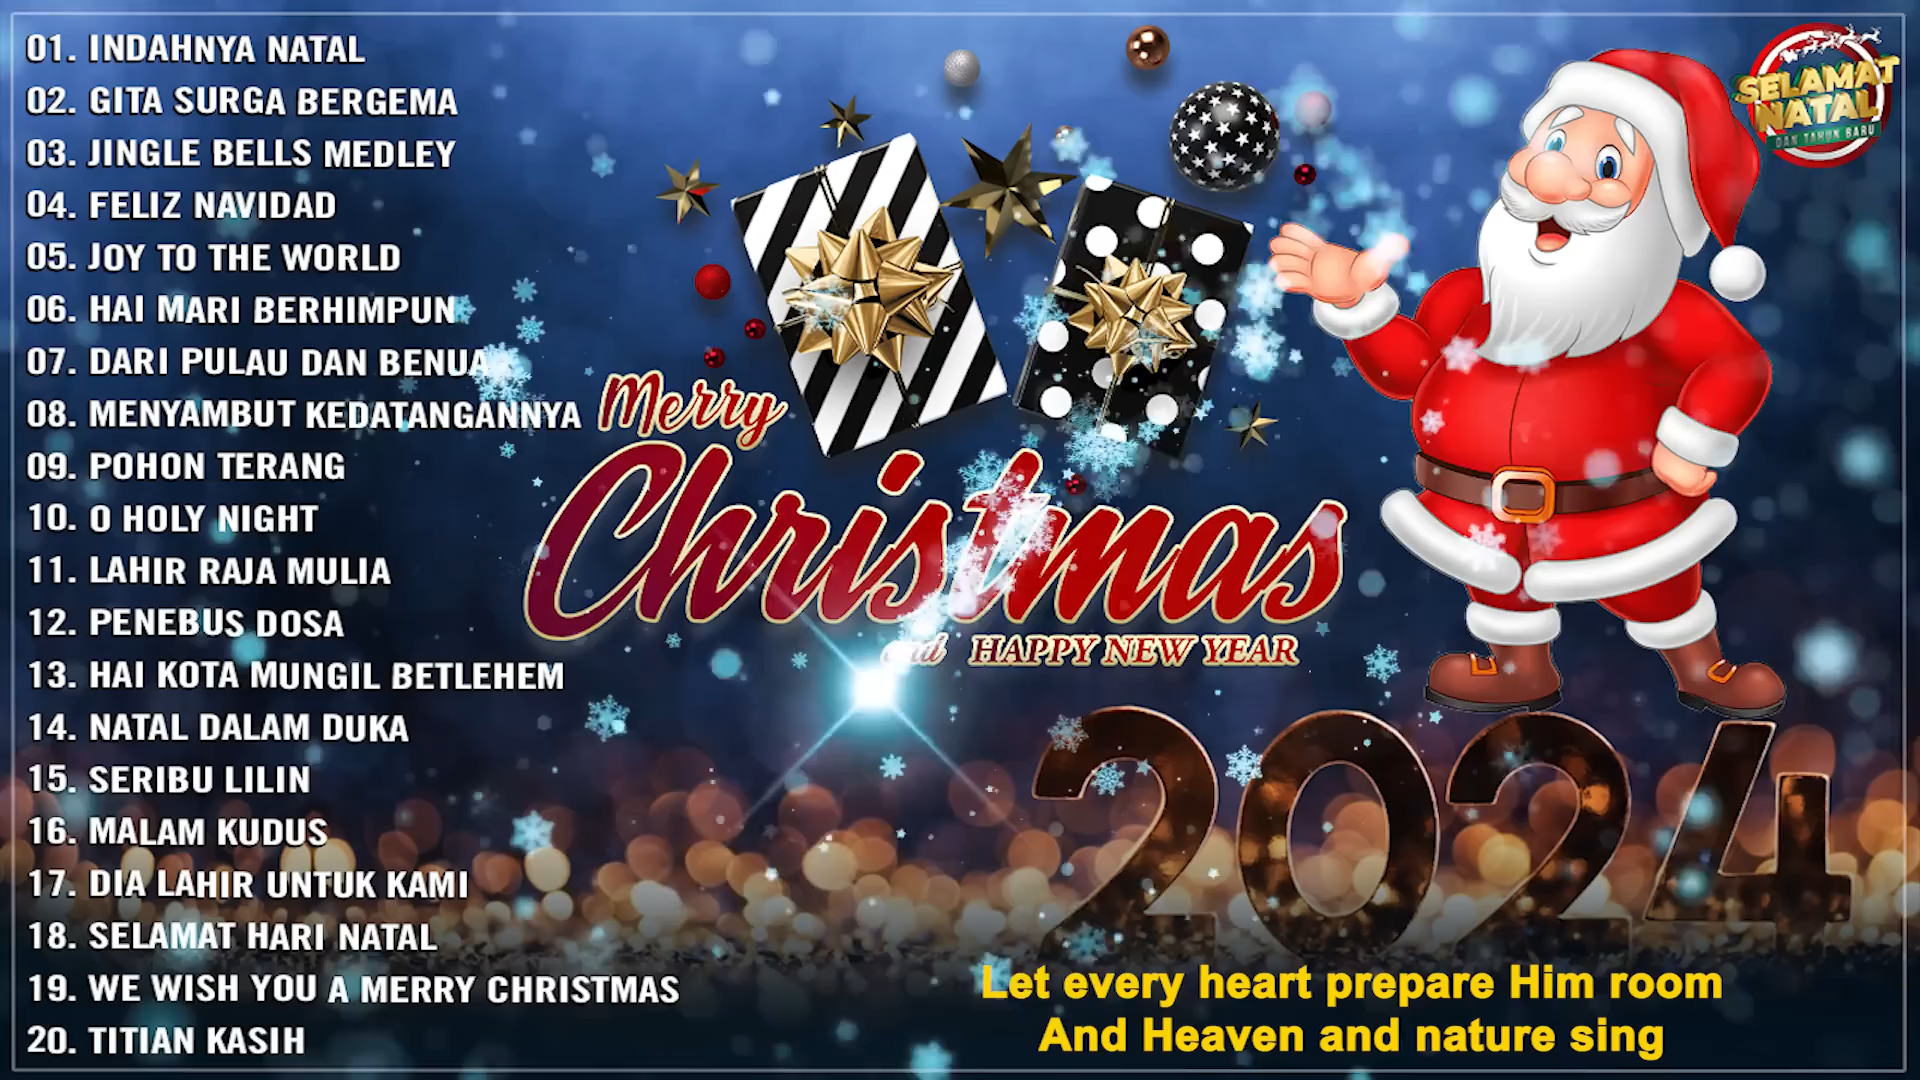 01. INDAHNYA NATAL
02. GITA SURGA BERGEMA
03. JINGLE BELLS MEDLEY
04. FELIZ NAVIDAD
05. JOY TO THE WORLD
06. HAI MARI BERHIMPUN
07. DARI PULAU DAN BENUA
08. MENYAMBUT KEDATANGANNYA
09. POHON TERANG
10. O HOLY NIGHT
11. LAHIR RAJA MULIA
12. PENEBUS DOSA
13. HAI KOTA MUNGIL BETLEHEM
14. NATAL DALAM DUKA
15. SERIBU LILIN
16. MALAM KUDUS
17. DIA LAHIR UNTUK KAMI
18. SELAMAT HARI NATAL
19. WE WISH YOU A MERRY CHRISTMAS
20. TITIAN KASIH
Merry
Christmas
and HAPPY NEW YEAR
2024
SELAMAT
NATAL
DAN TAHUN BARU
Let every heart prepare Him room
And Heaven and nature sing